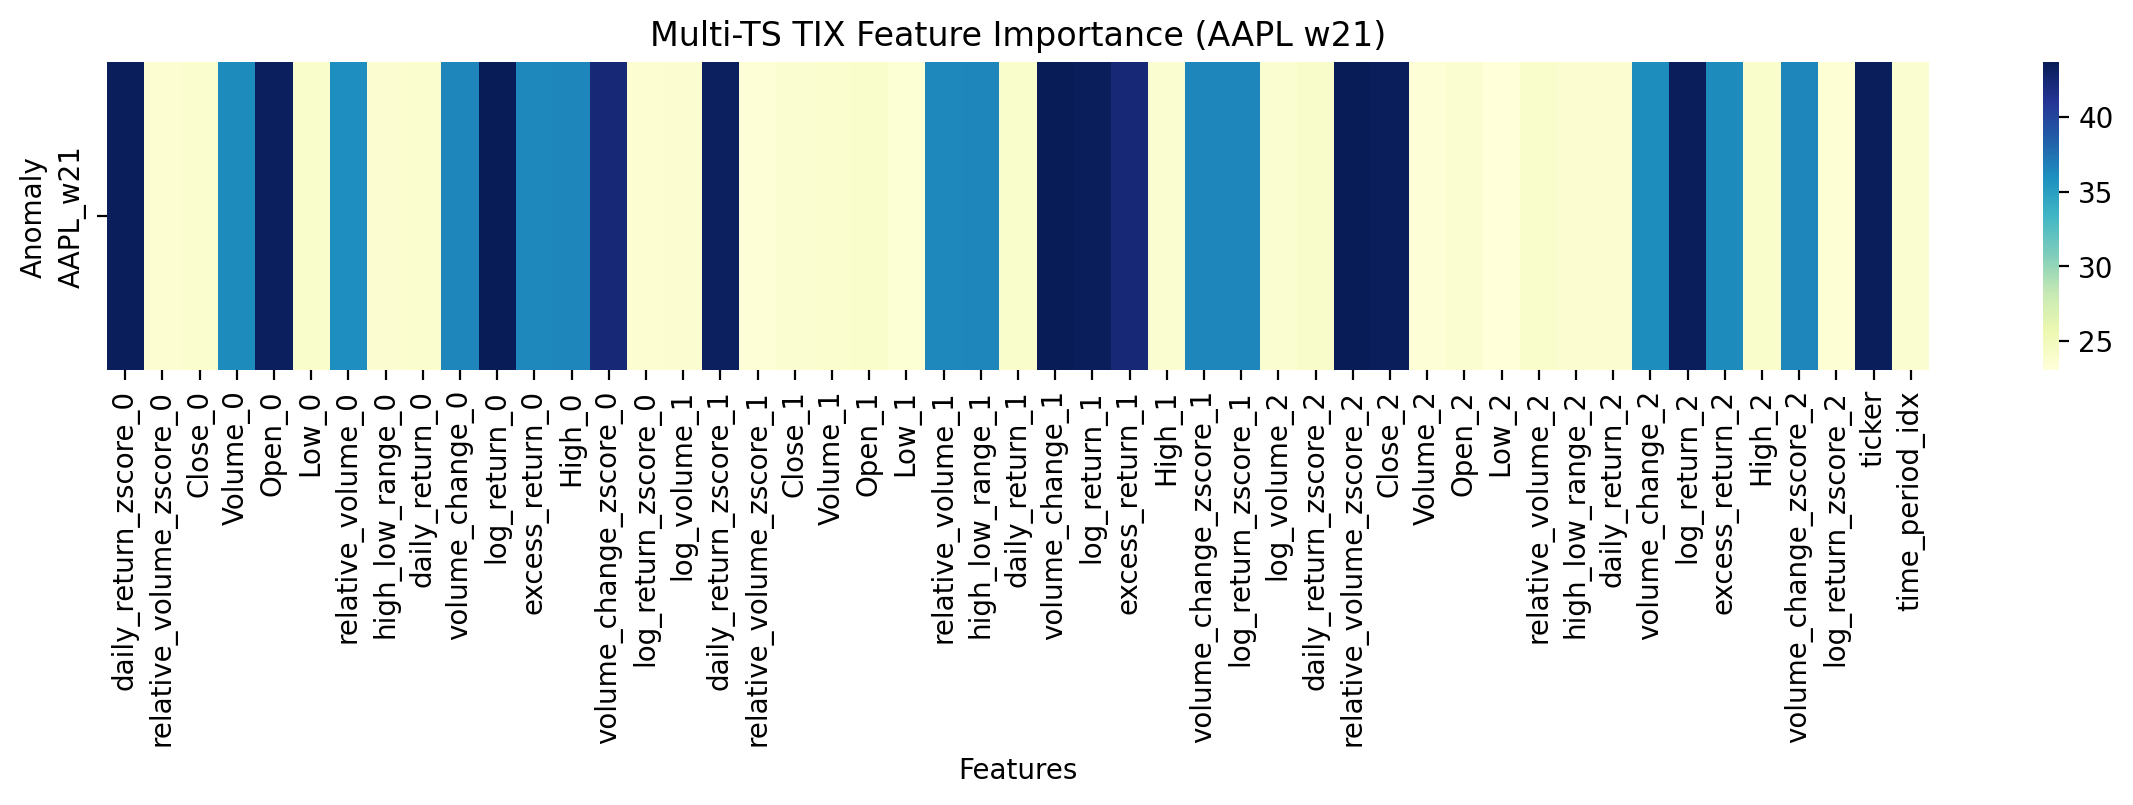 Multi-TS TIX Feature Importance (AAPL w21)
Anomaly
AAPL_w21
40
35
30
25
daily_return_zscore_0
relative_volume_zscore_0
Close_0
Volume_0
Open_0
Low_0
relative_volume_0
high_low_range_0
daily_return_0
volume_change_0
log_return_0
excess_return_0
High_0
volume_change_zscore_0
log_return_zscore_0
log_volume_1
daily_return_zscore_1
relative_volume_zscore_1
Close_1
Volume_1
Open_1
Low_1
relative_volume_1
high_low_range_1
daily_return_1
volume_change_1
log_return_1
excess_return_1
High_1
volume_change_zscore_1
log_return_zscore_1
log_volume_2
daily_return_zscore_2
relative_volume_zscore_2
Close_2
Volume_2
Open_2
Low_2
relative_volume_2
high_low_range_2
daily_return_2
volume_change_2
log_return_2
excess_return_2
High_2
volume_change_zscore_2
log_return_zscore_2
ticker
time_period_idx
Features